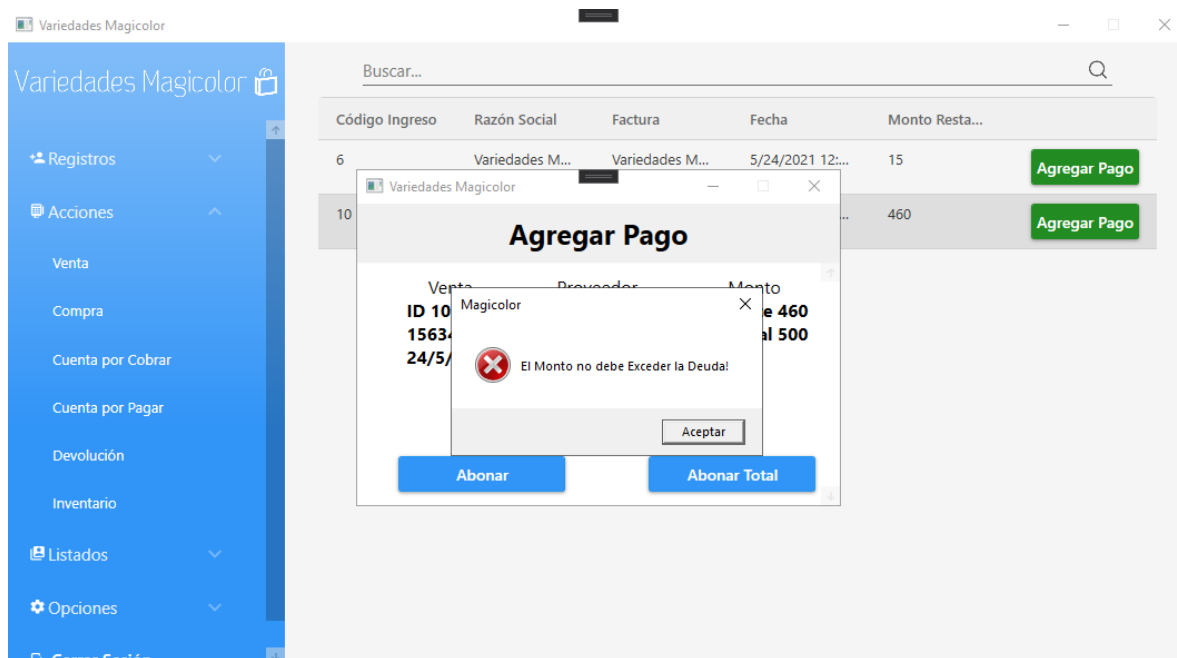 Variedades Magicolor
Variedades Magicolor
Registros
Acciones
Venta
Compra
Cuenta por Cobrar
Cuenta por Pagar
Devolución
Inventario
Listados
Opciones
Cerrar Sesión
Buscar...
Código Ingreso Razón Social Factura Fecha Monto Resta...
6 Variedades M... Variedades M... 5/24/2021 12:... 15 Agregar Pago
10 ... 460 Agregar Pago
Variedades Magicolor
Agregar Pago
Venta Proveedor Monto
ID 10 e 460
1563 al 500
24/5/
Magicolor
El Monto no debe Exceder la Deuda!
Aceptar
Abonar Abonar Total